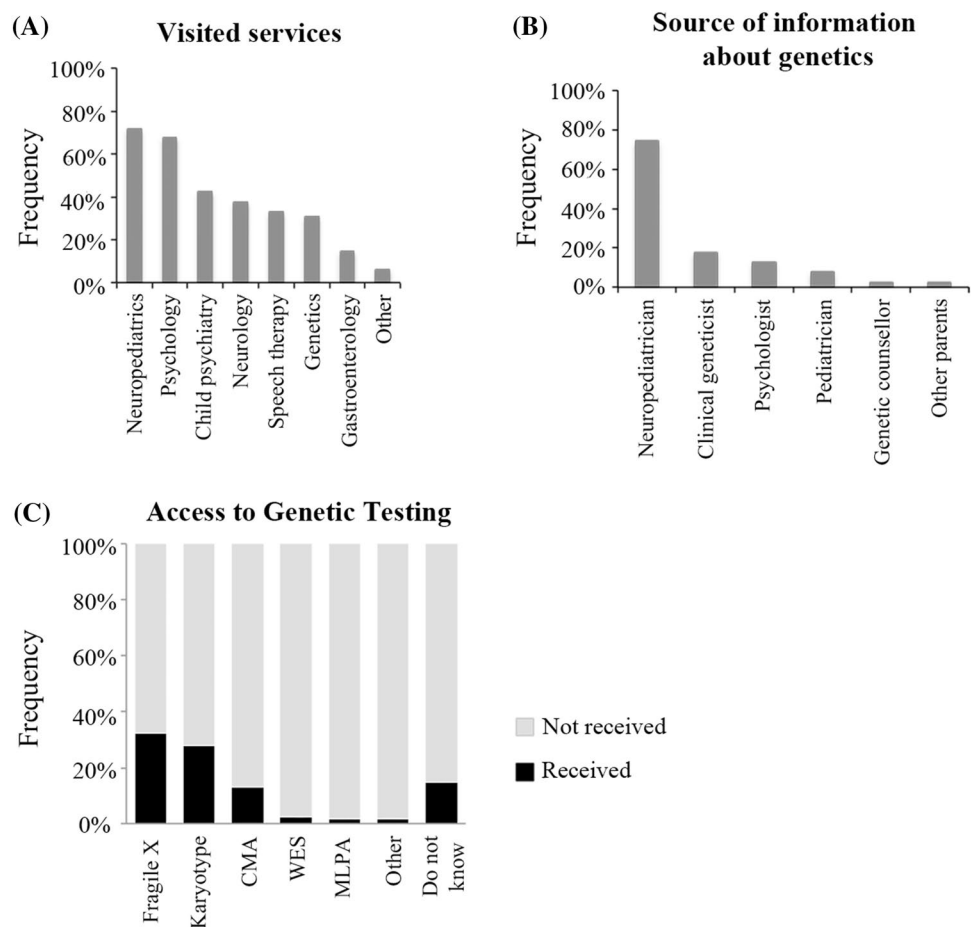 (A)
Visited services
Frequency
100%
80%
60%
40%
20%
0%
Neuropediatrics
Psychology
Child psychiatry
Neurology
Speech therapy
Genetics
Gastroenterology
Other
(B)
Source of information
about genetics
Frequency
100%
80%
60%
40%
20%
0%
Neuropediatrician
Clinical geneticist
Psychologist
Pediatrician
Genetic counsellor
Other parents
(C)
Access to Genetic Testing
Frequency
100%
80%
60%
40%
20%
0%
Fragile X
Karyotype
CMA
WES
MLPA
Other
Do not
know
Not received
Received